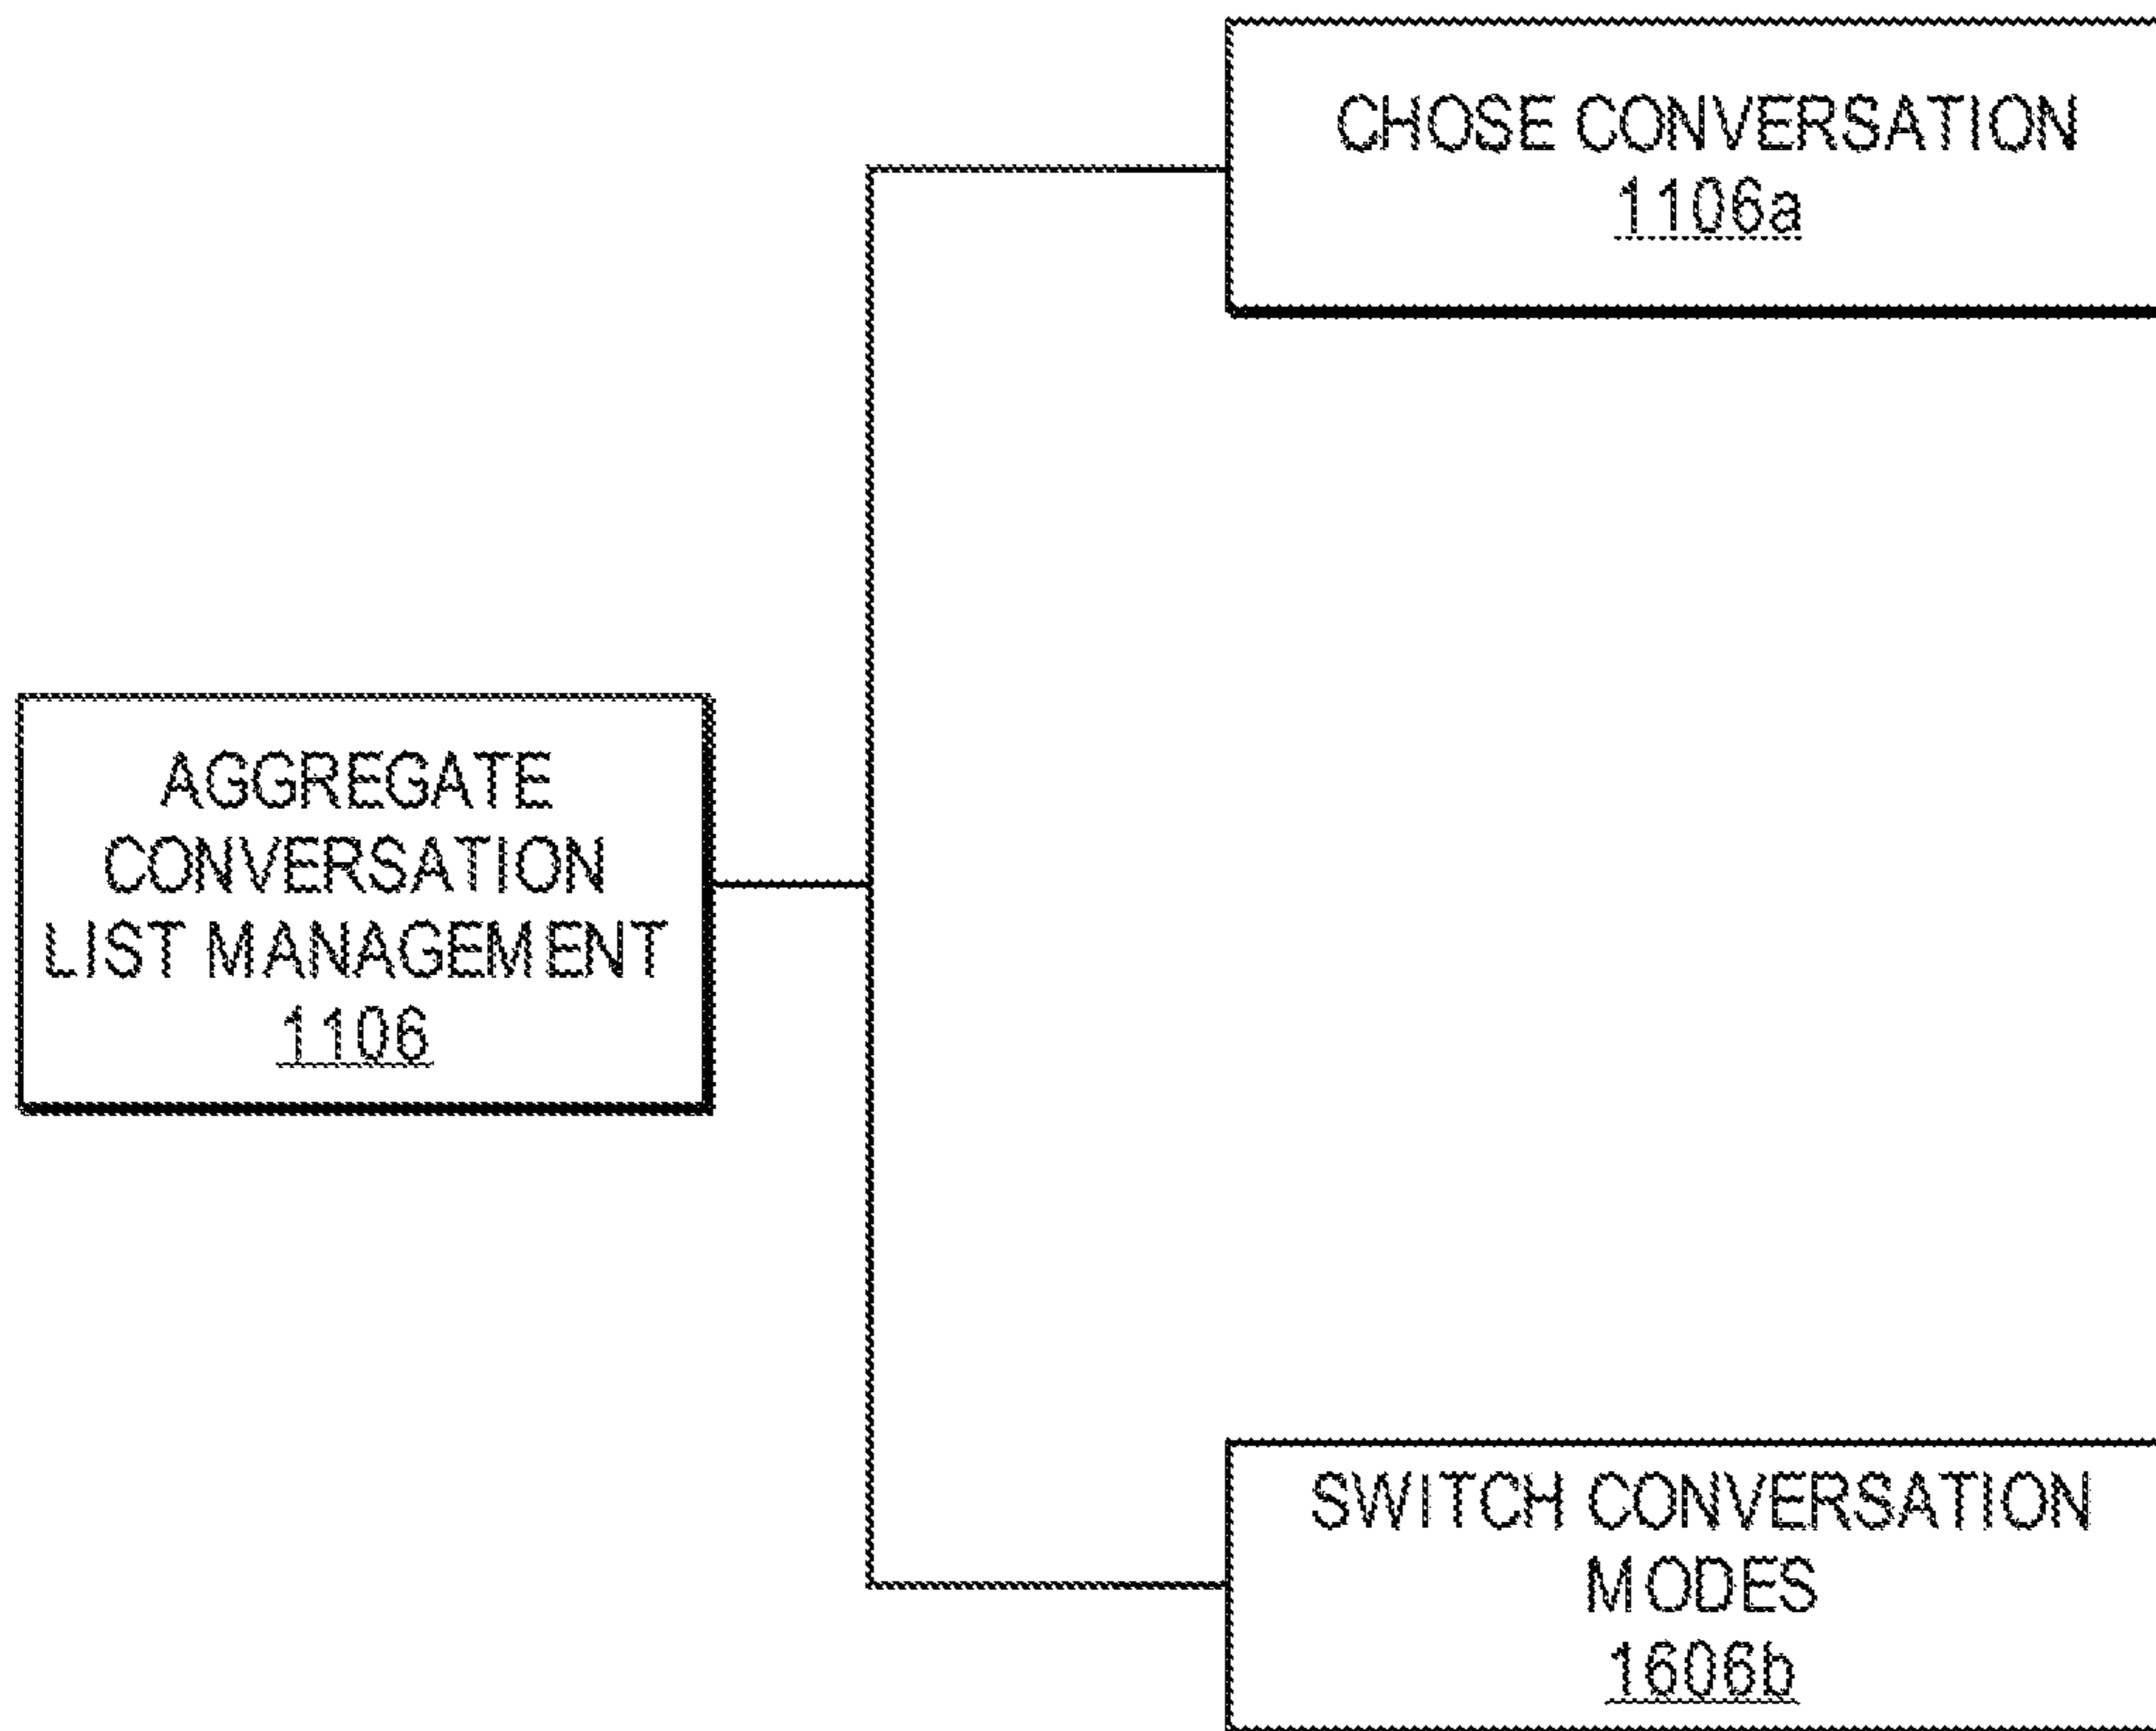 CHOSE CONVERSATION
1106a
AGGREGATE
CONVERSATION
LIST MANAGEMENT
1106
SWITCH CONVERSATION
MODES
1606b